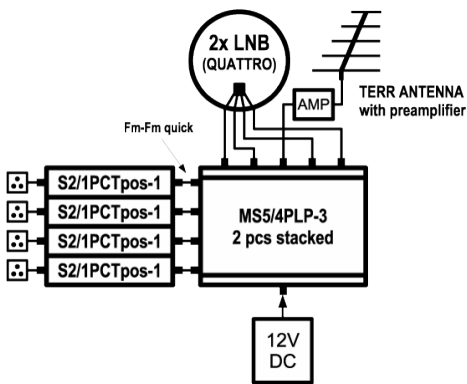 2x LNB
(QUATTRO)
AMP
TERR ANTENNA
with preamplifier
Fm-Fm quick
S2/1PCTpos-1
S2/1PCTpos-1
S2/1PCTpos-1
S2/1PCTpos-1
MS5/4PLP-3
2 pcs stacked
12V
DC